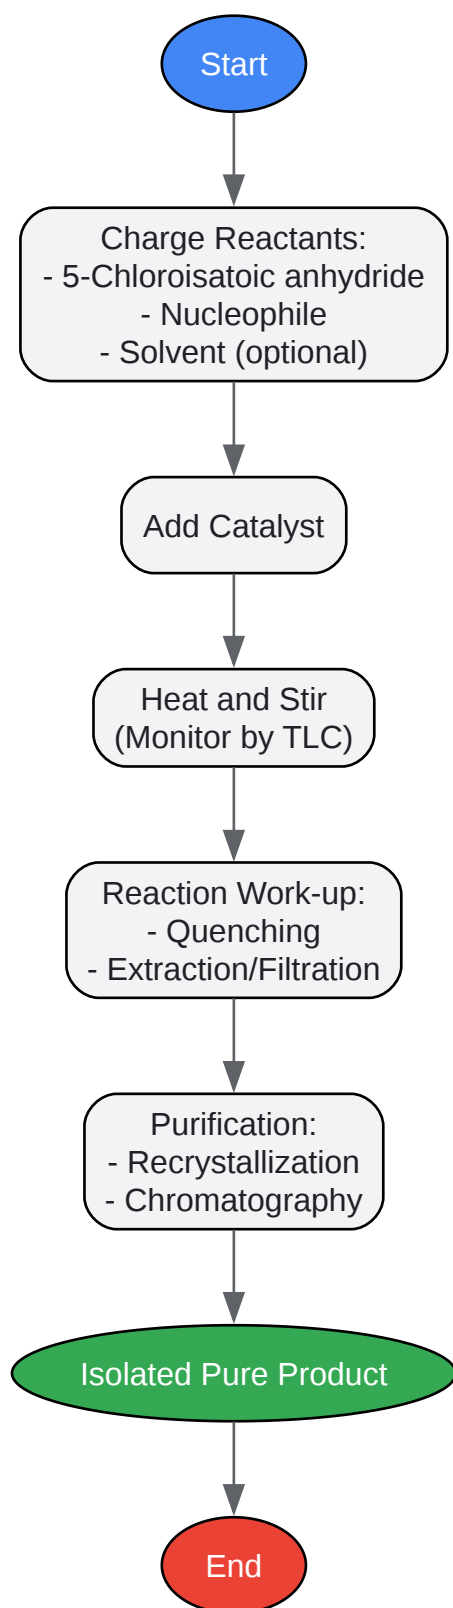 Start
Charge Reactants:
- 5-Chloroisatoic anhydride
- Nucleophile
- Solvent (optional)
Add Catalyst
Heat and Stir
(Monitor by TLC)
Reaction Work-up:
- Quenching
- Extraction/Filtration
Purification:
- Recrystallization
- Chromatography
Isolated Pure Product
End